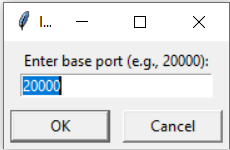 I...
Enter base port (e.g., 20000):
20000
OK
Cancel